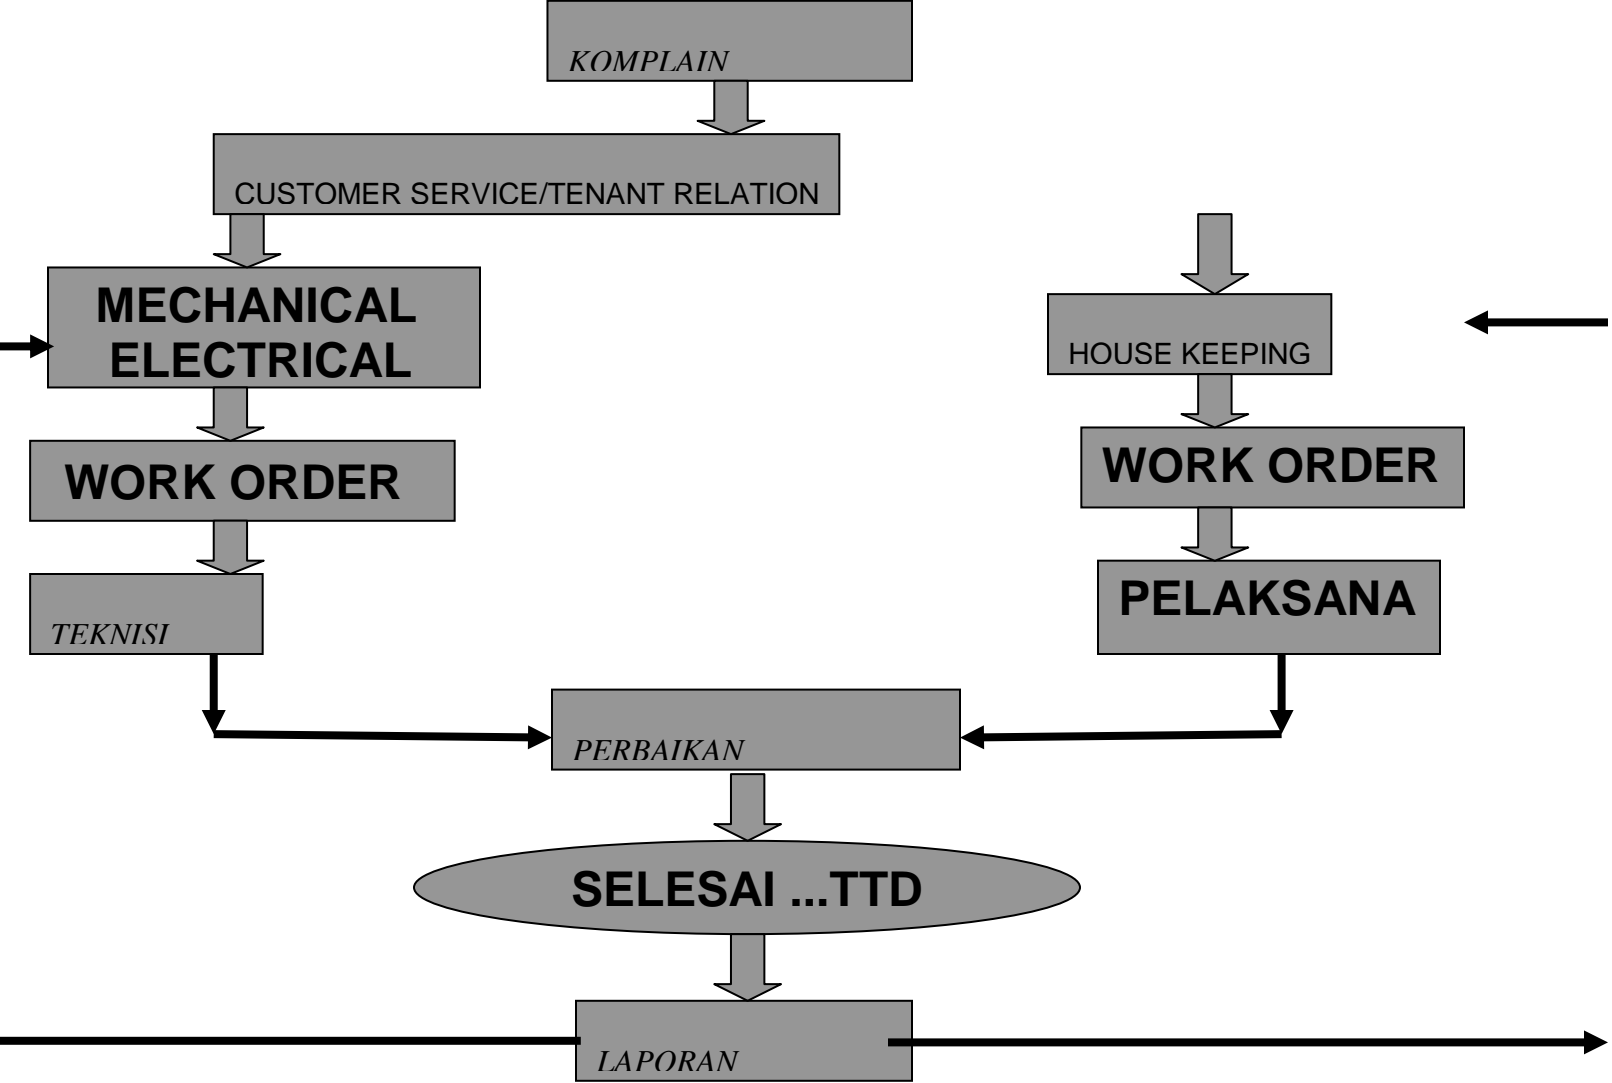 KOMPLAIN
CUSTOMER SERVICE/TENANT RELATION
MECHANICAL
ELECTRICAL
HOUSE KEEPING
WORK ORDER
WORK ORDER
TEKNISI
PELAKSANA
PERBAIKAN
SELESAI ...TTD
LAPORAN